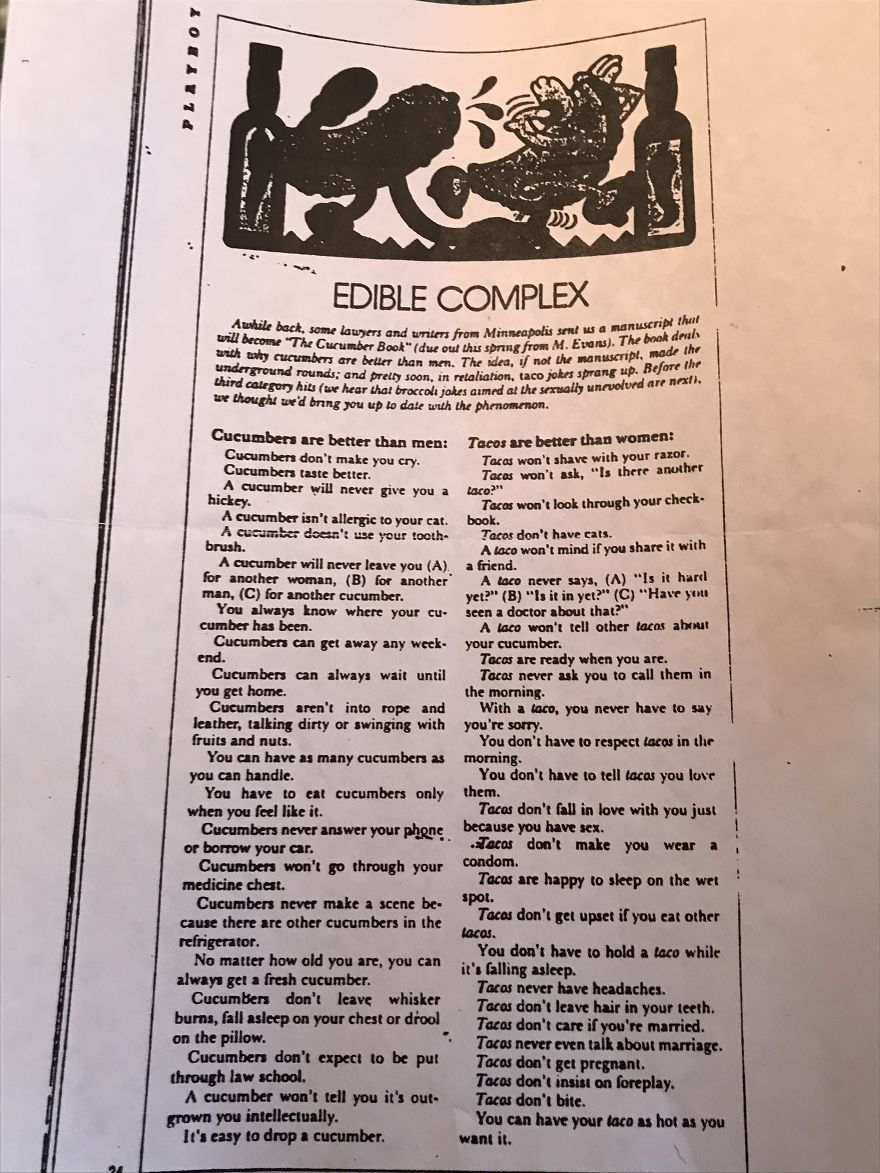 PLAYBOY
EDIBLE COMPLEX
Awhile back, some lawyers and writers from Minneapolis sent us a manuscript that
will become "The Cucumber Book" (due out this spring from M. Evans). The book deals
with why cucumbers are better than men. The idea, if not the manuscript, made the
underground rounds; and pretty soon, in retaliation, taco jokes sprang up. Before the
third category hits (we hear that broccoli jokes aimed at the sexually unevolved are next),
we thought we'd bring you up to date with the phenomenon.
Cucumbers are better than men:
Cucumbers don't make you cry.
Cucumbers taste better.
A cucumber will never give you a
hickey.
A cucumber isn't allergic to your cat.
A cucumber doesn't use your tooth-
brush.
A cucumber will never leave you (A)
for another woman, (B) for another
man, (C) for another cucumber.
You always know where your cu-
cumber has been.
Cucumbers can get away any week-
end.
Cucumbers can always wait until
you get home.
Cucumbers aren't into rope and
leather, talking dirty or swinging with
fruits and nuts.
You can have as many cucumbers as
you can handle.
You have to eat cucumbers only
when you feel like it.
Cucumbers never answer your phone
or borrow your car.
Cucumbers won't go through your
medicine chest.
Cucumbers never make a scene be-
cause there are other cucumbers in the
refrigerator.
No matter how old you are, you can
always get a fresh cucumber.
Cucumbers don't leave whisker
burns, fall asleep on your chest or drool
on the pillow.
Cucumbers don't expect to be put
through law school.
A cucumber won't tell you it's out-
grown you intellectually.
It's easy to drop a cucumber.
Tacos are better than women:
Tacos won't shave with your razor.
Tacos won't ask, "Is there another
taco?"
Tacos won't look through your check-
book.
Tacos don't have cats.
A taco won't mind if you share it with
a friend.
A taco never says, (A) "Is it hard
yet?" (B) "Is it in yet?" (C) "Have you
seen a doctor about that?"
A taco won't tell other tacos about
your cucumber.
Tacos are ready when you are.
Tacos never ask you to call them in
the morning.
With a taco, you never have to say
you're sorry.
You don't have to respect tacos in the
morning.
You don't have to tell tacos you love
them.
Tacos don't fall in love with you just
because you have sex.
Tacos don't make you wear a
condom.
Tacos are happy to sleep on the wet
spot.
Tacos don't get upset if you eat other
tacos.
You don't have to hold a taco while
it's falling asleep.
Tacos never have headaches.
Tacos don't leave hair in your teeth.
Tacos don't care if you're married.
Tacos never even talk about marriage.
Tacos don't get pregnant.
Tacos don't insist on foreplay.
Tacos don't bite.
You can have your taco as hot as you
want it.